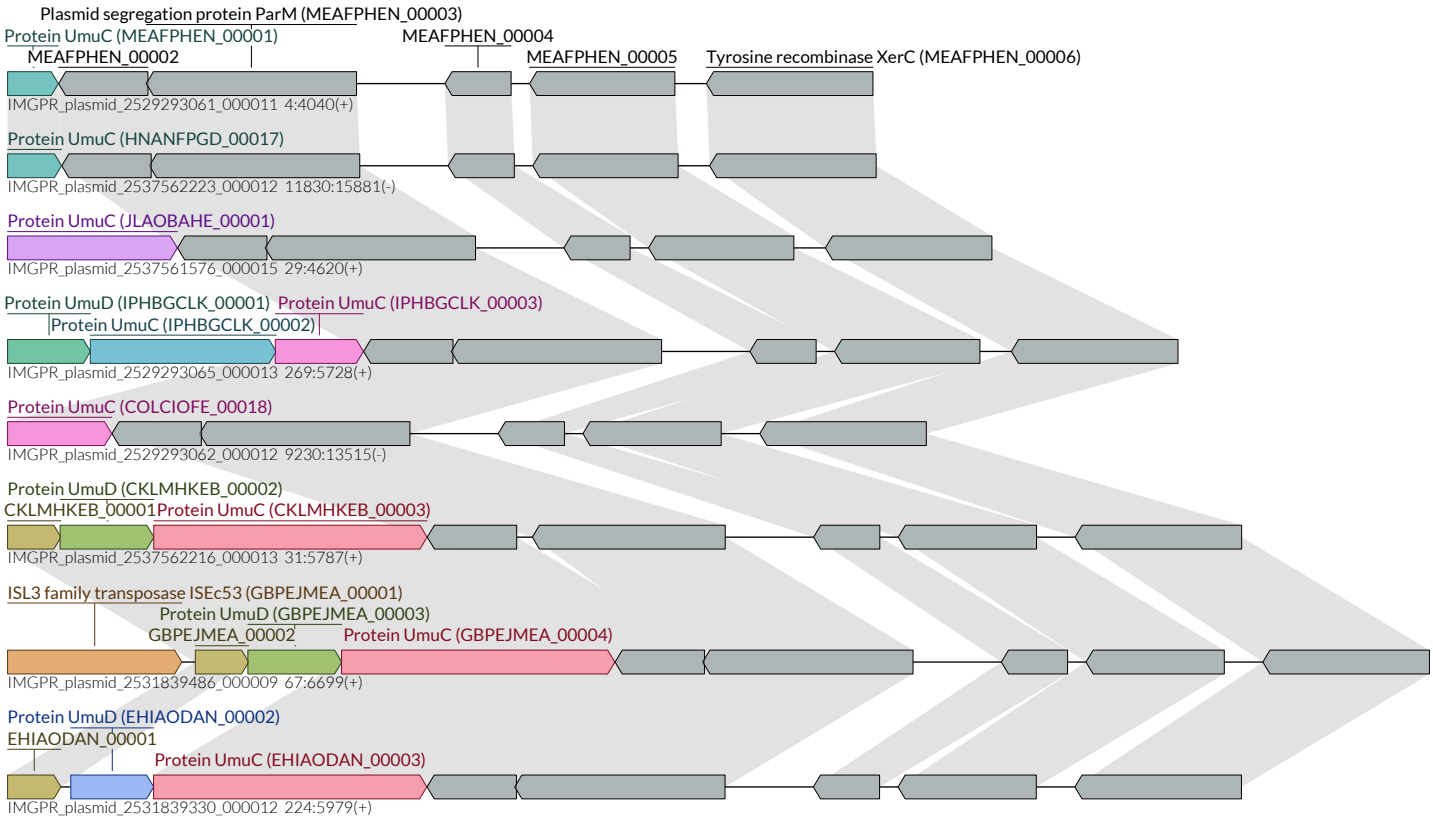 Plasmid segregation protein ParM (MEAFPHEN_00003)
Protein UmuC (MEAFPHEN_00001) MEAFPHEN_00004
MEAFPHEN_00002 MEAFPHEN_00005 Tyrosine recombinase XerC (MEAFPHEN_00006)
IMGPR_plasmid_2529293061_000011 4:4040(+)
Protein UmuC (HNANFPGD_00017)
IMGPR_plasmid_2537562223_000012 11830:15881(-)
Protein UmuC (JLAOBAHE_00001)
IMGPR_plasmid_2537561576_000015 29:4620(+)
Protein UmuD (IPHBGCLK_00001) Protein UmuC (IPHBGCLK_00003)
Protein UmuC (IPHBGCLK_00002)
IMGPR_plasmid_2529293065_000013 269:5728(+)
Protein UmuC (COLCIOFE_00018)
IMGPR_plasmid_2529293062_000012 9230:13515(-)
Protein UmuD (CKLMHKEB_00002)
CKLMHKEB_00001 Protein UmuC (CKLMHKEB_00003)
IMGPR_plasmid_2537562216_000013 31:5787(+)
ISL3 family transposase ISEc53 (GBPEJMEA_00001)
Protein UmuD (GBPEJMEA_00003)
GBPEJMEA_00002 Protein UmuC (GBPEJMEA_00004)
IMGPR_plasmid_2531839486_000009 67:6699(+)
Protein UmuD (EHIAODAN_00002)
EHIAODAN_00001
Protein UmuC (EHIAODAN_00003)
IMGPR_plasmid_2531839330_000012 224:5979(+)